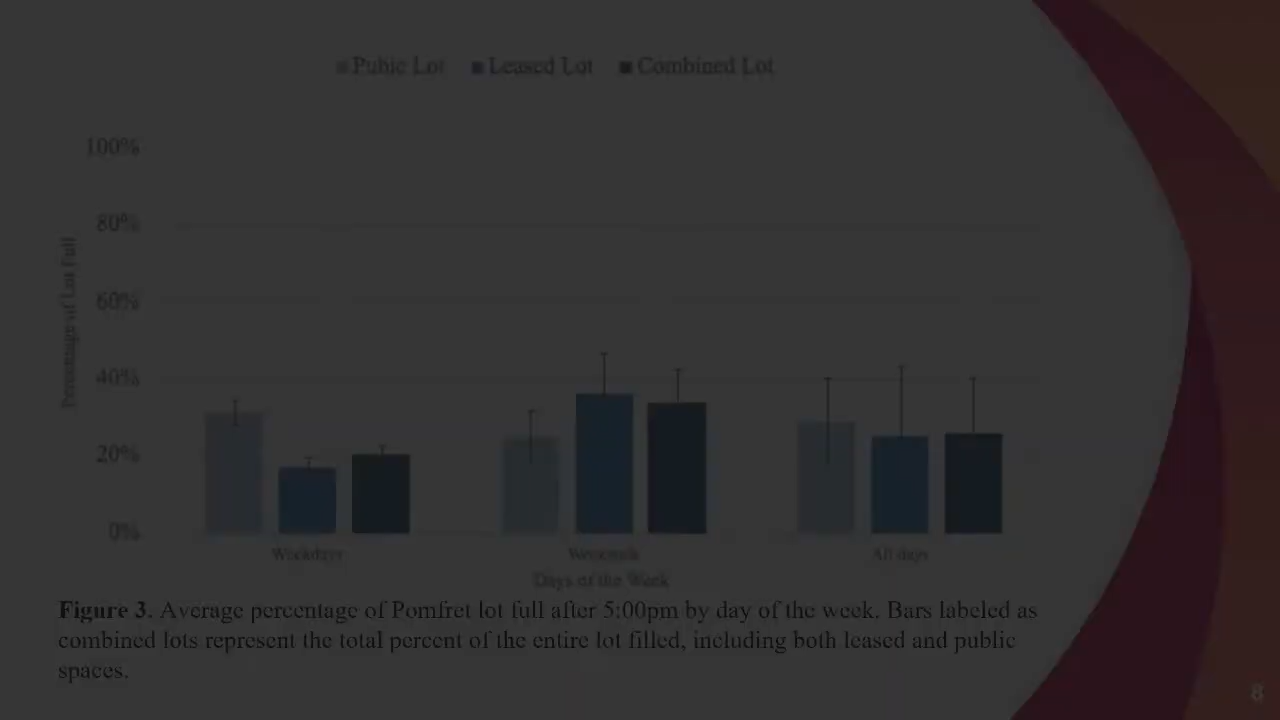 Pubic Lot Leased Lot Combined Lot
100%
80%
60%
40%
20%
0%
Percentage of Lot Full
Weekdays Weekends All days
Days of the Week
Figure 3. Average percentage of Pomfret lot full after 5:00pm by day of the week. Bars labeled as
combined lots represent the total percent of the entire lot filled, including both leased and public
spaces.
8